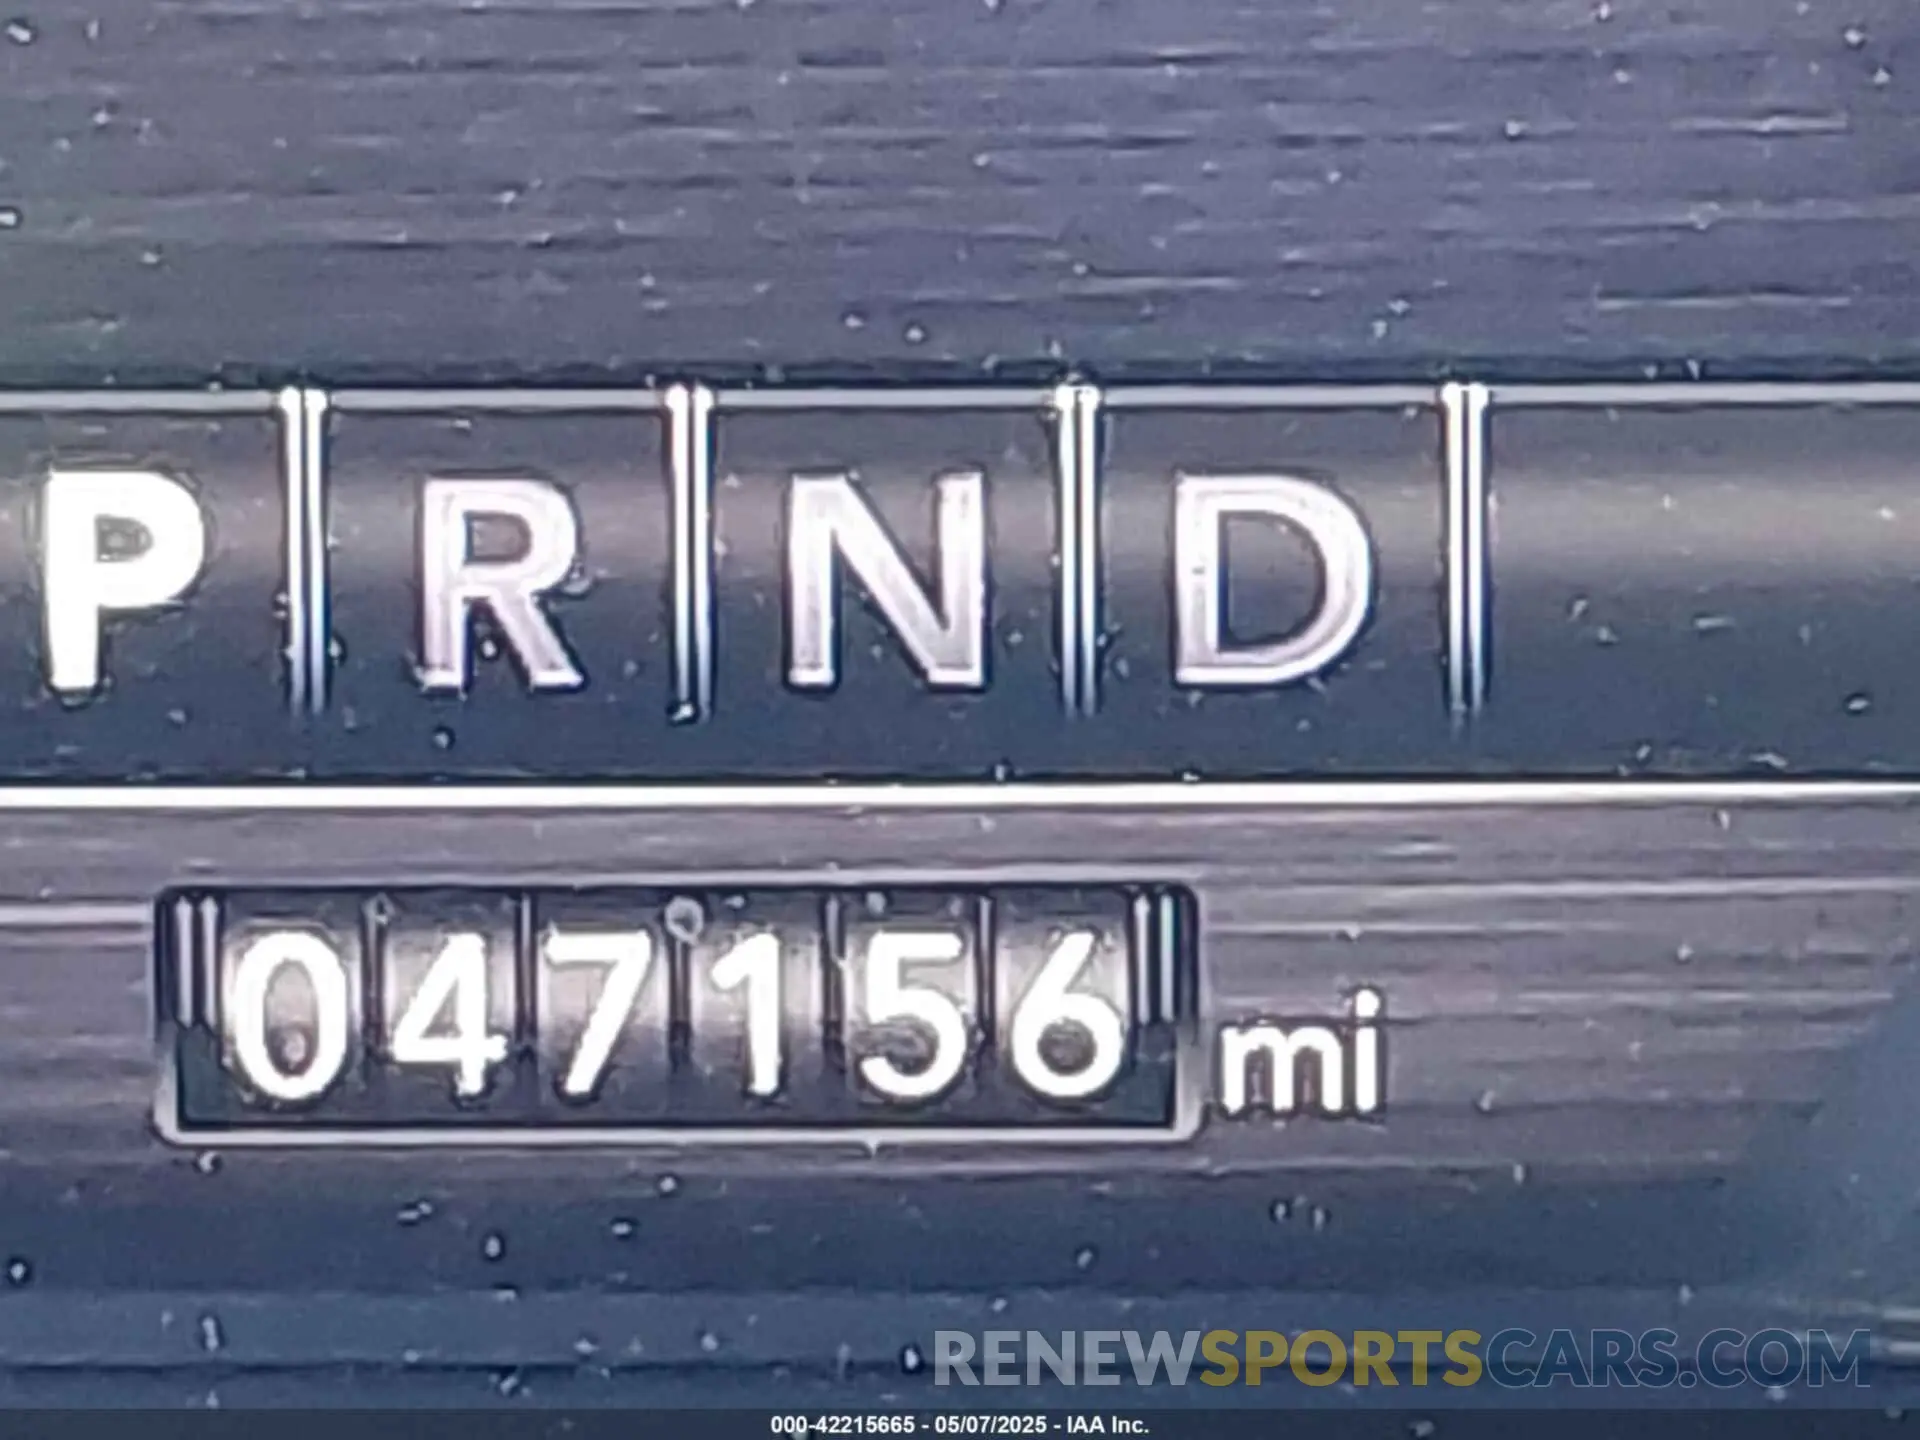 P R N D
047156 mi
RENEWSPORTSCARS.COM
000-42215665 - 05/07/2025 - IAA Inc.